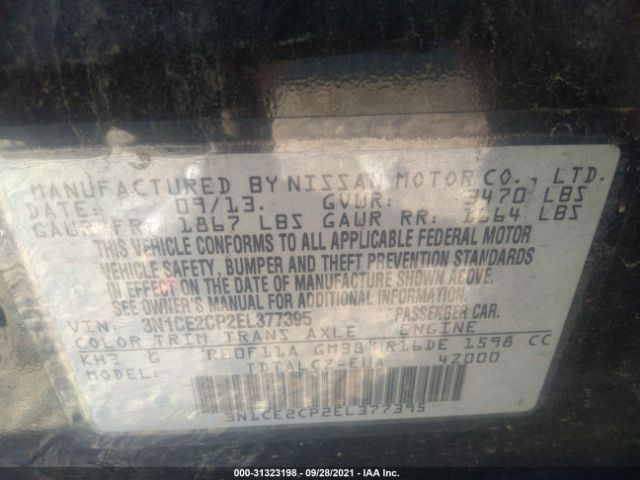 MANUFACTURED BY NISSAN MOTOR CO., LTD.
DATE: 09/13. GVWR: 3470 LBS
GAWR FR: 1867 LBS GAWR RR: 1664 LBS
THIS VEHICLE CONFORMS TO ALL APPLICABLE FEDERAL MOTOR
VEHICLE SAFETY, BUMPER AND THEFT PREVENTION STANDARDS
IN EFFECT ON THE DATE OF MANUFACTURE SHOWN ABOVE.
SEE OWNER'S MANUAL FOR ADDITIONAL INFORMATION.
VIN: 3N1CE2CP2EL377395 PASSENGER CAR.
COLOR TRIM TRANS AXLE ENGINE
KH3 G RE0F11A GM38 HR16DE 1598 CC
42000
3N1CE2CP2EL377395
000-31323198 - 09/28/2021 - IAA Inc.